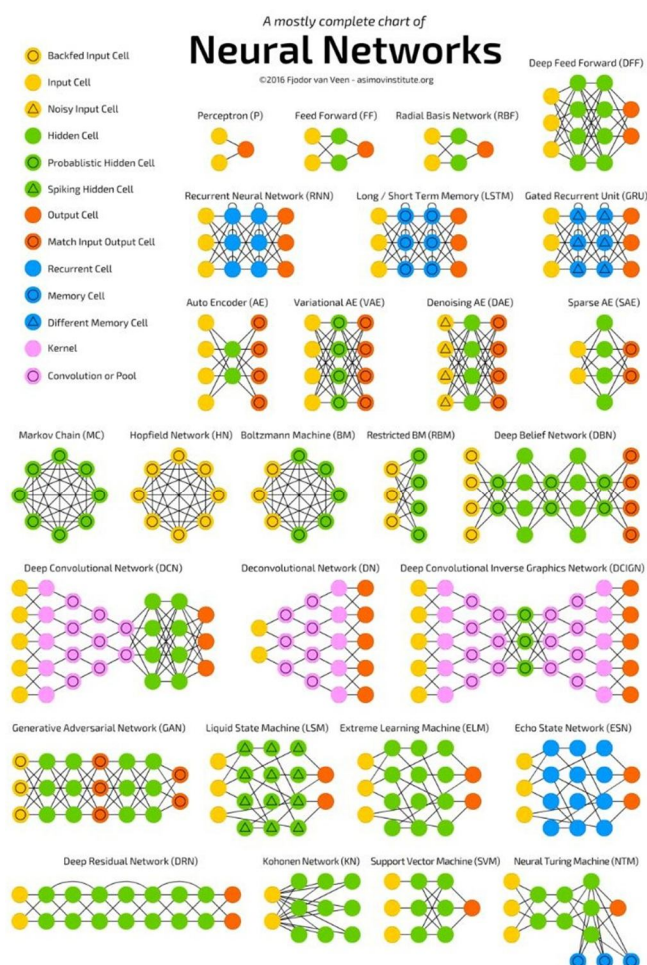 A mostly complete chart of
Neural Networks
©2016 Fjodor van Veen - asimovinstitute.org
Backfed Input Cell
Input Cell
Noisy Input Cell
Hidden Cell
Probablistic Hidden Cell
Spiking Hidden Cell
Output Cell
Match Input Output Cell
Recurrent Cell
Memory Cell
Different Memory Cell
Kernel
Convolution or Pool
Perceptron (P)
Feed Forward (FF)
Radial Basis Network (RBF)
Deep Feed Forward (DFF)
Recurrent Neural Network (RNN)
Long / Short Term Memory (LSTM)
Gated Recurrent Unit (GRU)
Auto Encoder (AE)
Variational AE (VAE)
Denoising AE (DAE)
Sparse AE (SAE)
Markov Chain (MC)
Hopfield Network (HN)
Boltzmann Machine (BM)
Restricted BM (RBM)
Deep Belief Network (DBN)
Deep Convolutional Network (DCN)
Deconvolutional Network (DN)
Deep Convolutional Inverse Graphics Network (DCIGN)
Generative Adversarial Network (GAN)
Liquid State Machine (LSM)
Extreme Learning Machine (ELM)
Echo State Network (ESN)
Deep Residual Network (DRN)
Kohonen Network (KN)
Support Vector Machine (SVM)
Neural Turing Machine (NTM)